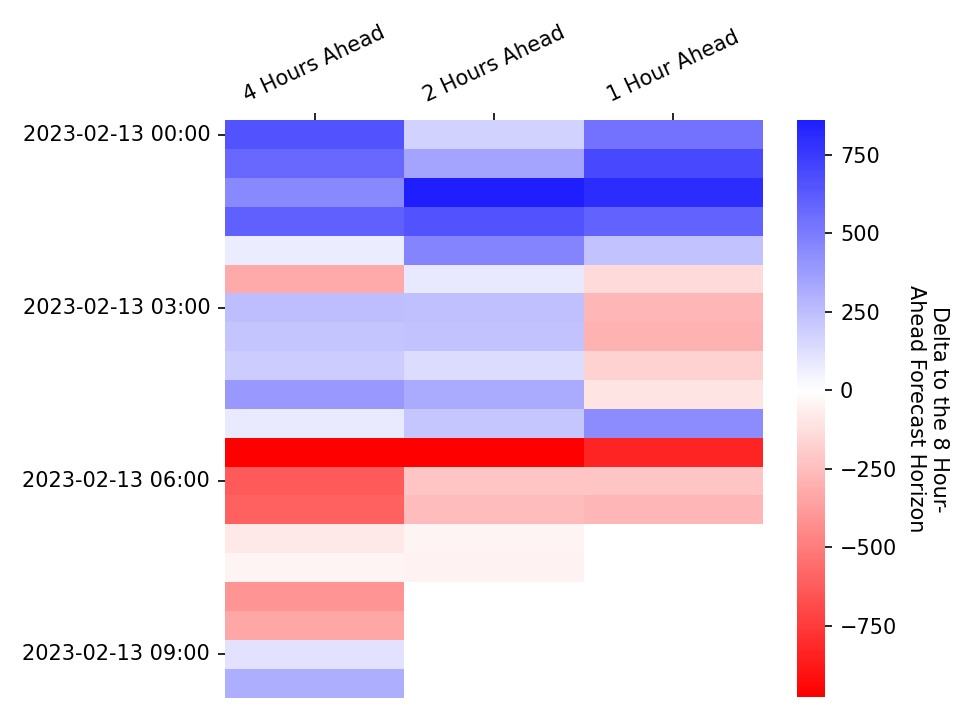 4 Hours Ahead
2 Hours Ahead
1 Hour Ahead
2023-02-13 00:00
2023-02-13 03:00
2023-02-13 06:00
2023-02-13 09:00
750
500
250
0
−250
−500
−750
Delta to the 8 Hour-
Ahead Forecast Horizon